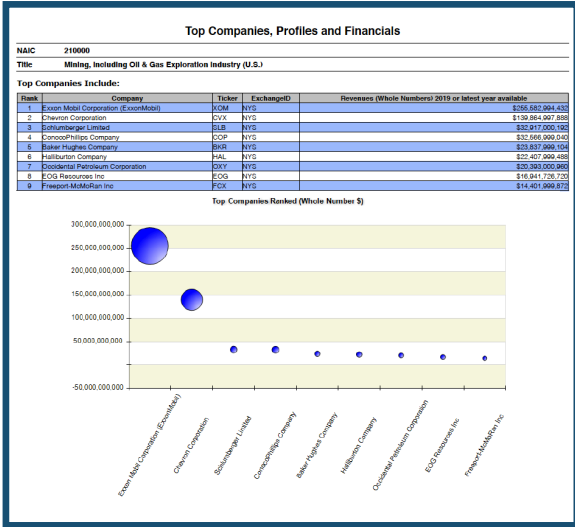 Top Companies, Profiles and Financials
NAIC 210000
Title Mining, Including Oil & Gas Exploration Industry (U.S.)
Top Companies Include:
Rank Company Ticker ExchangeID Revenues (Whole Numbers) 2019 or latest year available
1 Exxon Mobil Corporation (ExxonMobil) XOM NYS $255,582,994,432
2 Chevron Corporation CVX NYS $139,864,997,888
3 Schlumberger Limited SLB NYS $32,917,000,192
4 ConocoPhillips Company COP NYS $32,566,999,040
5 Baker Hughes Company BKR NYS $23,837,999,104
6 Halliburton Company HAL NYS $22,407,999,488
7 Occidental Petroleum Corporation OXY NYS $20,393,000,960
8 EOG Resources Inc EOG NYS $16,941,726,720
9 Freeport-McMoRan Inc FCX NYS $14,401,999,872
Top Companies Ranked (Whole Number $)
300,000,000,000
250,000,000,000
200,000,000,000
150,000,000,000
100,000,000,000
50,000,000,000
-50,000,000,000
Exxon Mobil Corporation (ExxonMobil)
Chevron Corporation
Schlumberger Limited
ConocoPhillips Company
Baker Hughes Company
Halliburton Company
Occidental Petroleum Corporation
EOG Resources Inc
Freeport-McMoRan Inc